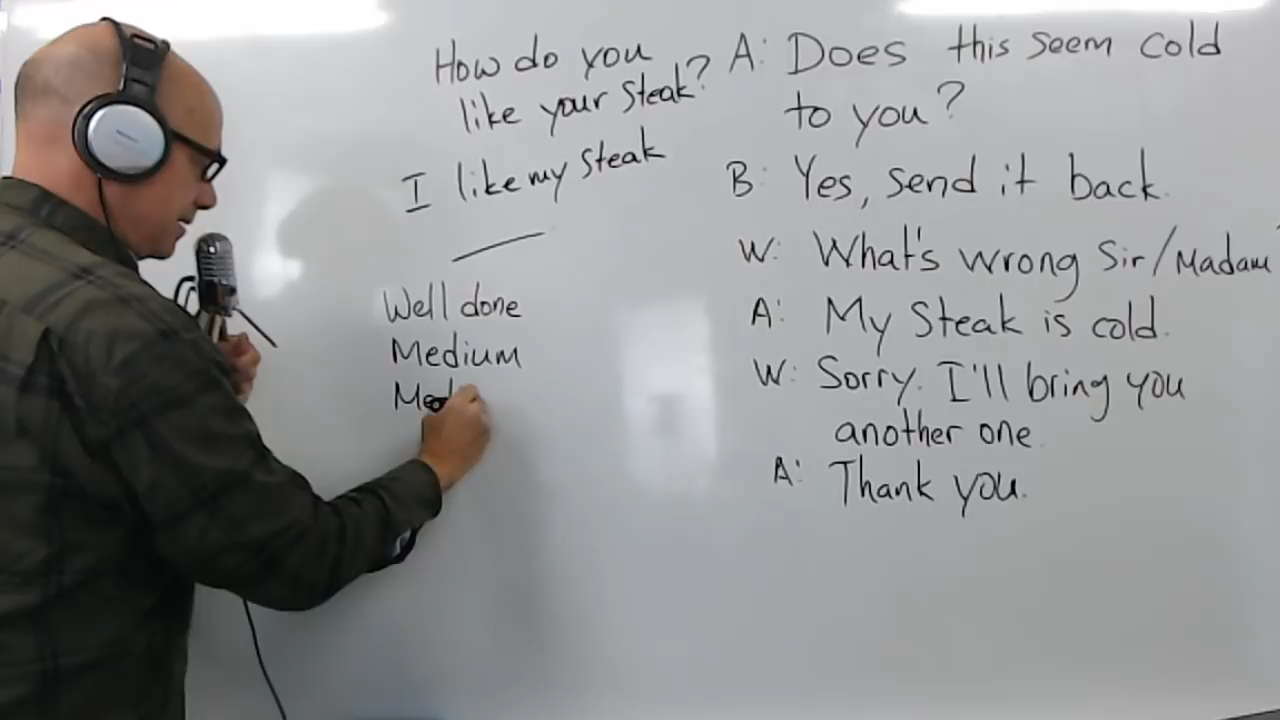 How do you
like your steak?
I like my steak
Well done
Medium
Med
A: Does this seem cold
to you?
B: Yes, send it back.
W: What's wrong Sir/Madam?
A: My steak is cold.
W: Sorry. I'll bring you
another one.
A: Thank you.